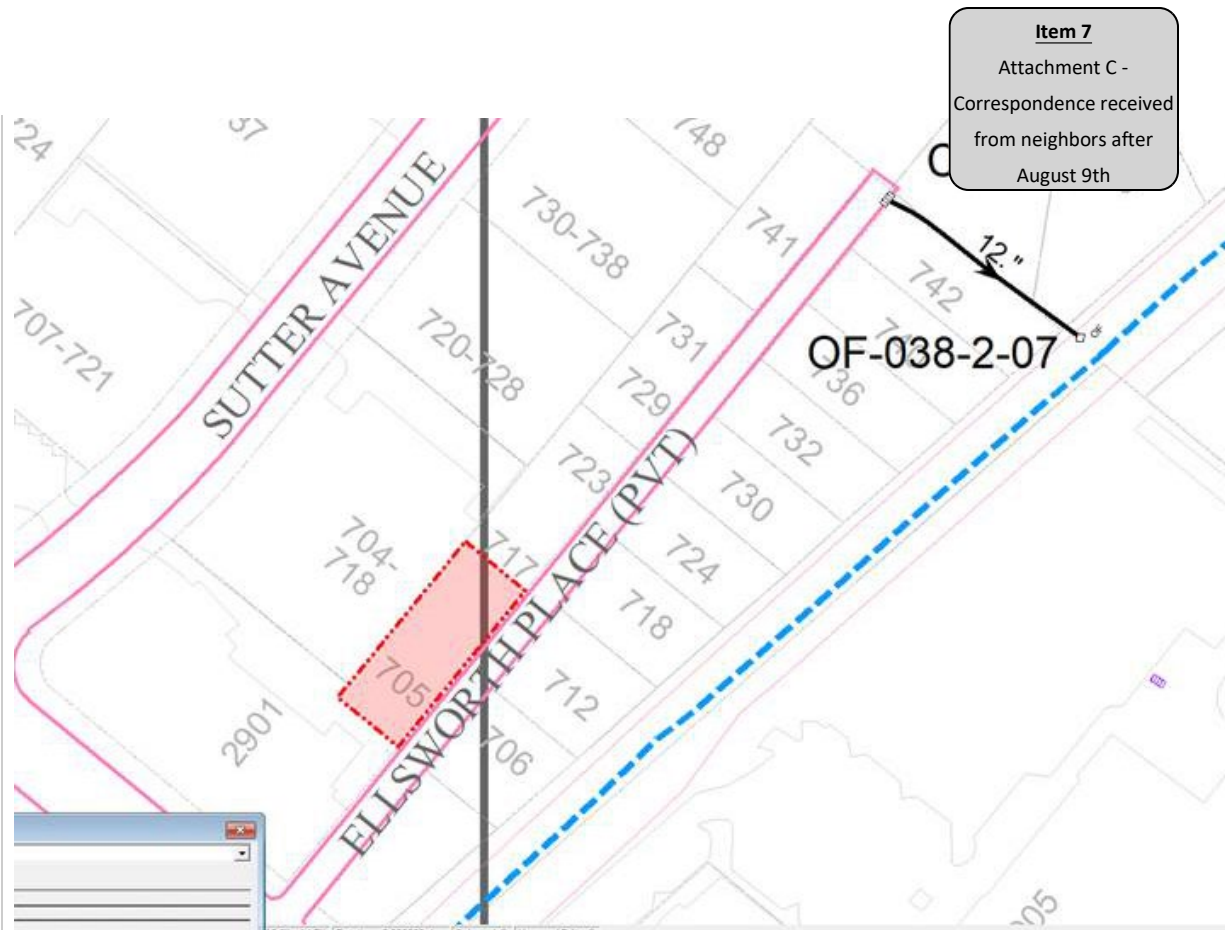 Item 7
Attachment C -
Correspondence received
from neighbors after
August 9th
724
37
748
SUTTER AVENUE
730-738
741
12."
742
707-721
720-728
731
OF-038-2-07
OF
736
729
732
723
730
704-
718
717
724
718
705
712
2901
706
ELLSWORTH PLACE (PVT)